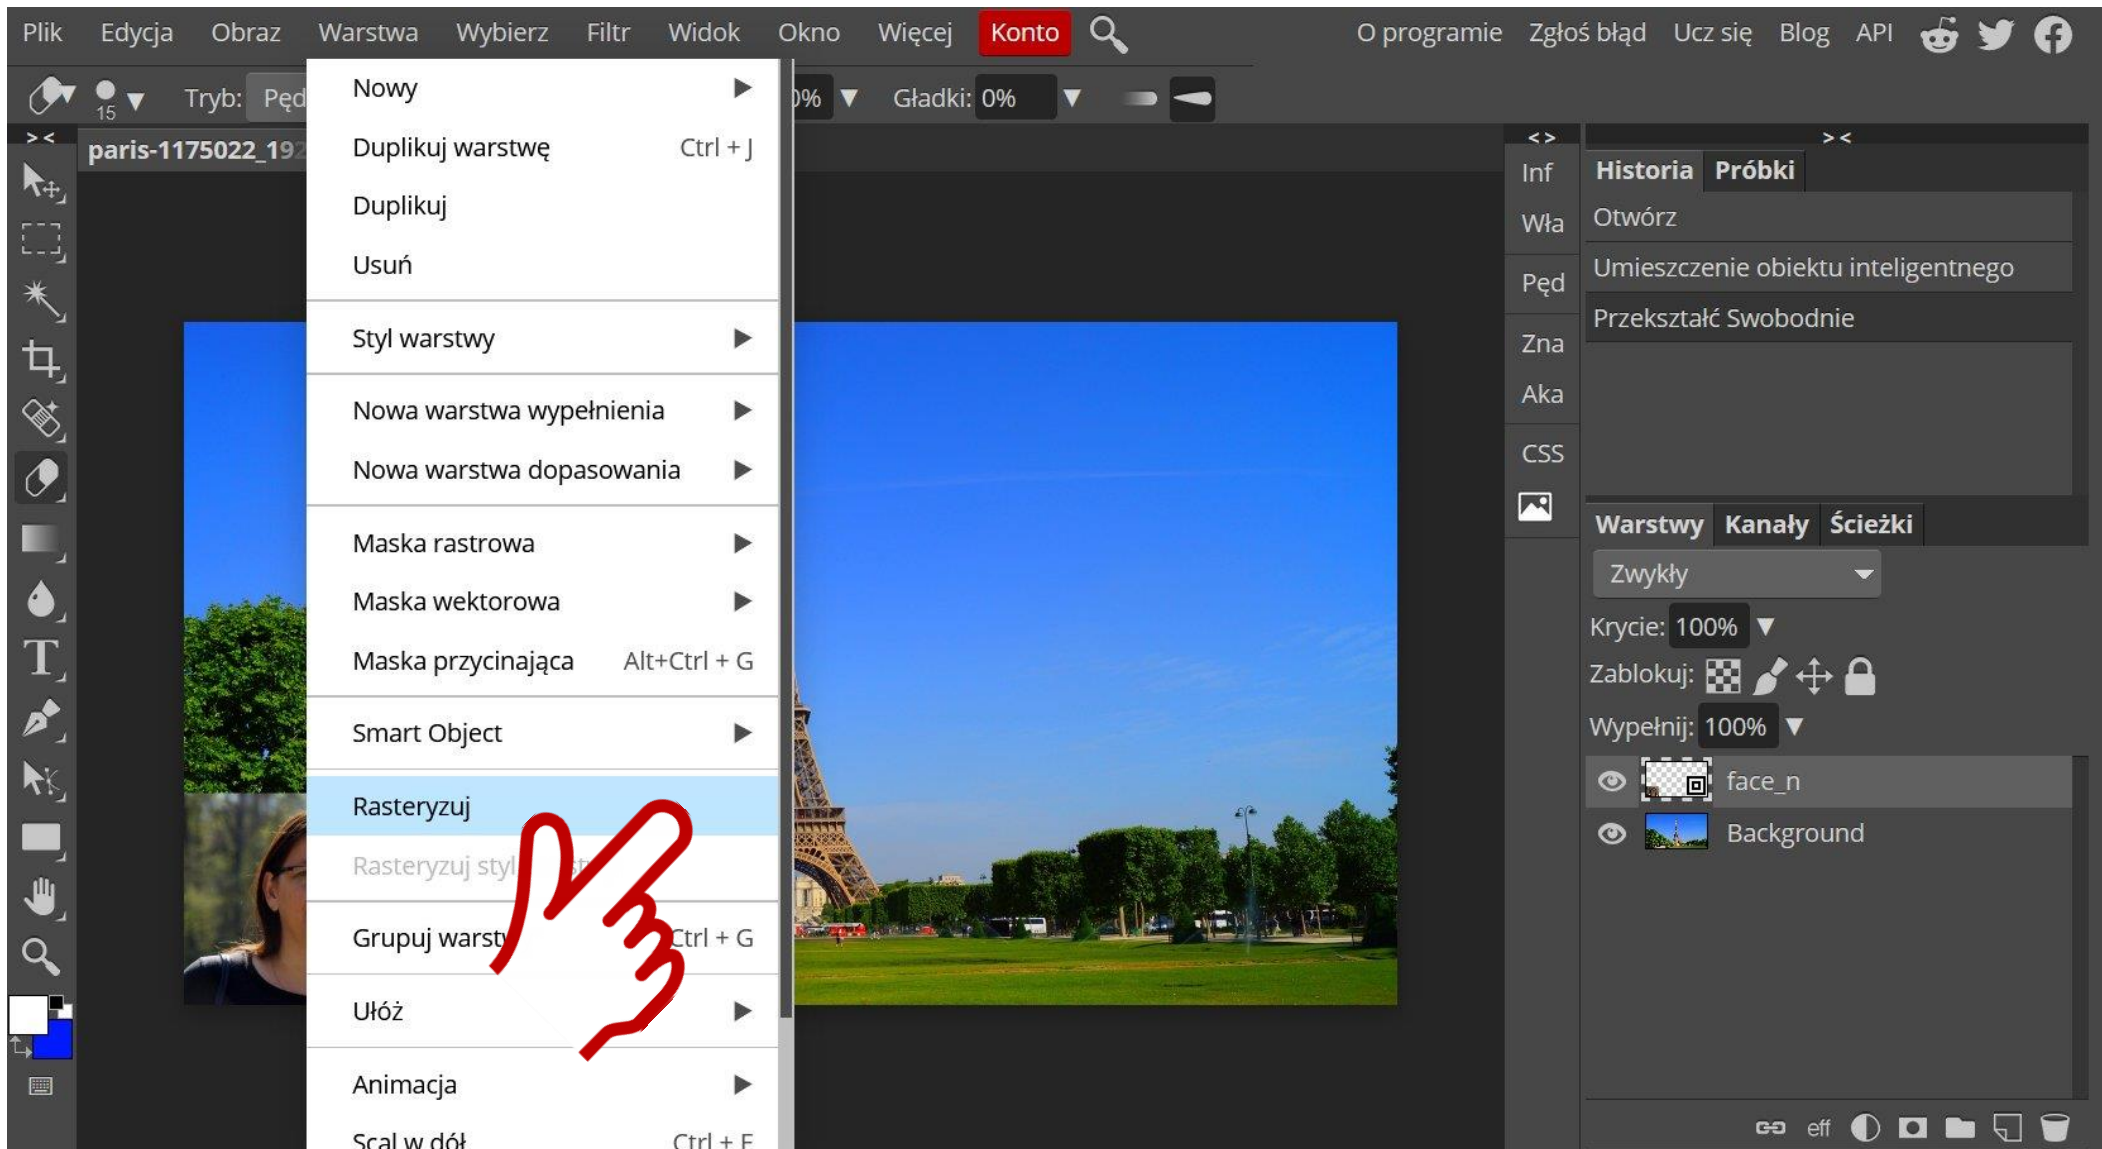 Plik Edycja Obraz Warstwa Wybierz Filtr Widok Okno Więcej Konto O programie Zgłoś błąd Ucz się Blog API
15 Tryb: Pęd 0% Gładki: 0%
> < < > > <
paris-1175022_192
Nowy
Duplikuj warstwę Ctrl + J
Duplikuj
Usuń
Styl warstwy
Nowa warstwa wypełnienia
Nowa warstwa dopasowania
Maska rastrowa
Maska wektorowa
Maska przycinająca Alt+Ctrl + G
Smart Object
Rasteryzuj
Rasteryzuj styl
Grupuj warstw Ctrl + G
Ułóż
Animacja
Scal w dół Ctrl + E
T
Inf
Wła
Pęd
Zna
Aka
CSS
Historia Próbki
Otwórz
Umieszczenie obiektu inteligentnego
Przekształć Swobodnie
Warstwy Kanały Ścieżki
Zwykły
Krycie: 100%
Zablokuj:
Wypełnij: 100%
face_n
Background
eff